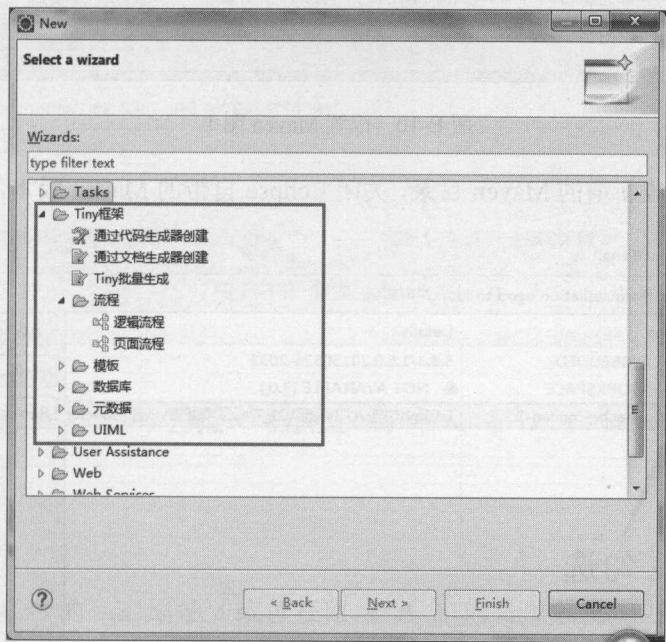 New
Select a wizard
Wizards:
type filter text
Tasks
Tiny框架
通过代码生成器创建
通过文档生成器创建
Tiny批量生成
流程
逻辑流程
页面流程
模板
数据库
元数据
UIML
User Assistance
Web
Web Services
?
< Back
Next >
Finish
Cancel